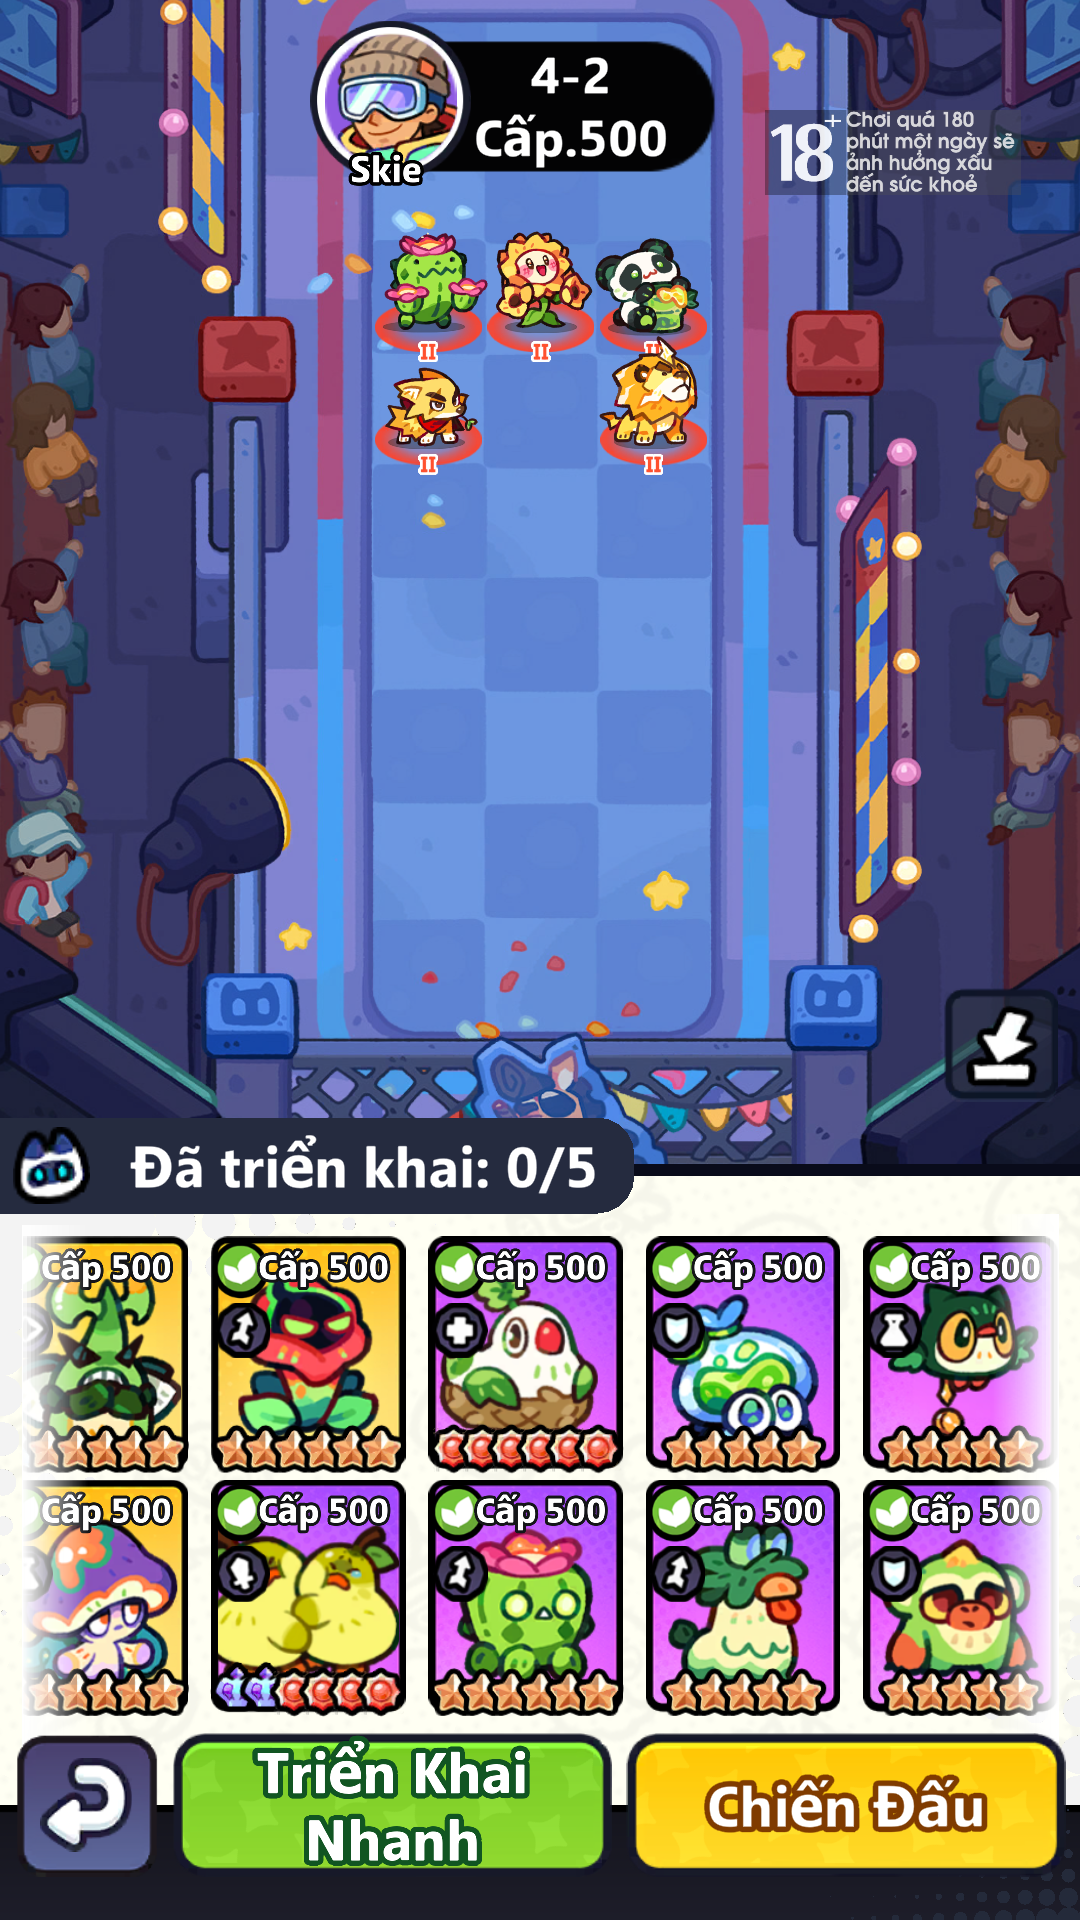 4-2
Cấp.500
Skie
18+
Chơi quá 180
phút một ngày sẽ
ảnh hưởng xấu
đến sức khoẻ
II
II
II
II
II
Đã triển khai: 0/5
Cấp 500
Cấp 500
Cấp 500
Cấp 500
Cấp 500
Cấp 500
Cấp 500
Cấp 500
Cấp 500
Cấp 500
Triển Khai
Nhanh
Chiến Đấu